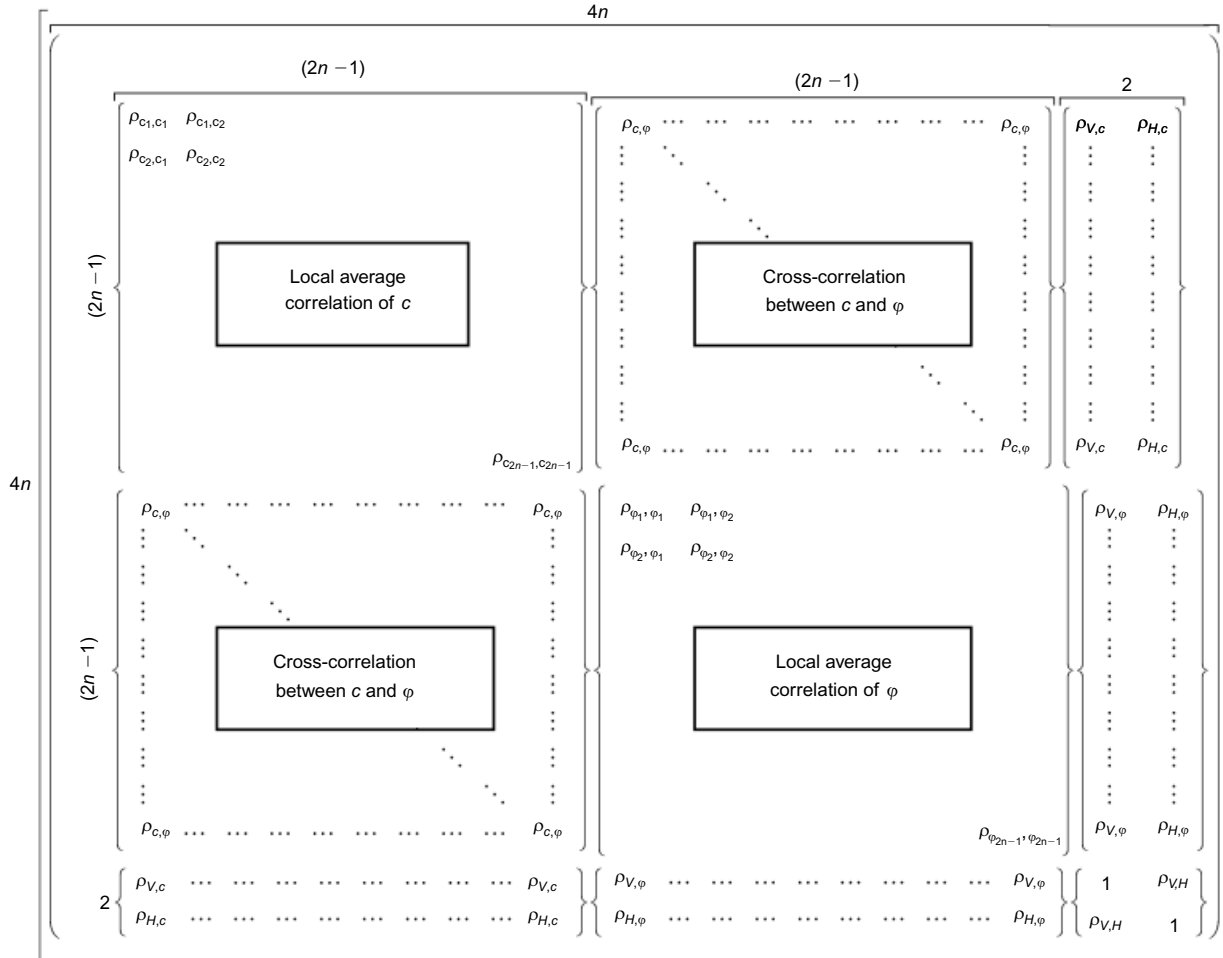 4n
(2n −1)
(2n −1)
2
ρc1,c1 ρc1,c2
ρc2,c1 ρc2,c2
ρc2n−1,c2n−1
(2n −1)
Local average
correlation of c
ρc,φ ··· ··· ··· ··· ··· ··· ··· ··· ρc,φ
Cross-correlation
between c and φ
ρc,φ ··· ··· ··· ··· ··· ··· ··· ··· ρc,φ
ρV,c ρH,c
ρV,c ρH,c
4n
(2n −1)
ρc,φ ··· ··· ··· ··· ··· ··· ··· ··· ρc,φ
Cross-correlation
between c and φ
ρc,φ ··· ··· ··· ··· ··· ··· ··· ··· ρc,φ
ρφ1,φ1 ρφ1,φ2
ρφ2,φ1 ρφ2,φ2
Local average
correlation of φ
ρφ2n−1,φ2n−1
ρV,φ ρH,φ
ρV,φ ρH,φ
2
ρV,c ··· ··· ··· ··· ··· ··· ··· ··· ρV,c
ρH,c ··· ··· ··· ··· ··· ··· ··· ··· ρH,c
ρV,φ ··· ··· ··· ··· ··· ··· ··· ··· ρV,φ
ρH,φ ··· ··· ··· ··· ··· ··· ··· ··· ρH,φ
1 ρV,H
ρV,H 1